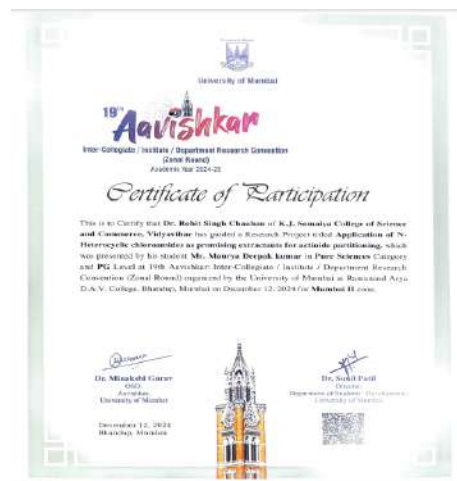 University of Mumbai
19th
Aavishkar
Inter-Collegiate / Institute / Department Research Convention
(Zonal Round)
Academic Year 2024-25
Certificate of Participation
This is to Certify that Dr. Rohit Singh Chauhan of K.J. Somaiya College of Science
and Commerce, Vidyavihar has guided a Research Project titled Application of N-
Heterocyclic chloroamides as promising extractants for actinide partitioning, which
was presented by his student Mr. Maurya Deepak kumar in Pure Sciences Category
and PG Level at 19th Aavishkar: Inter-Collegiate / Institute / Department Research
Convention (Zonal Round) organized by the University of Mumbai at Ramanand Arya
D.A.V. College, Bhandup, Mumbai on December 12, 2024 for Mumbai II zone.
Dr. Minakshi Gurav
OSD,
Aavishkar,
University of Mumbai
December 12, 2024
Bhandup, Mumbai
Dr. Sunil Patil
Director
Department of Students' Development
University of Mumbai